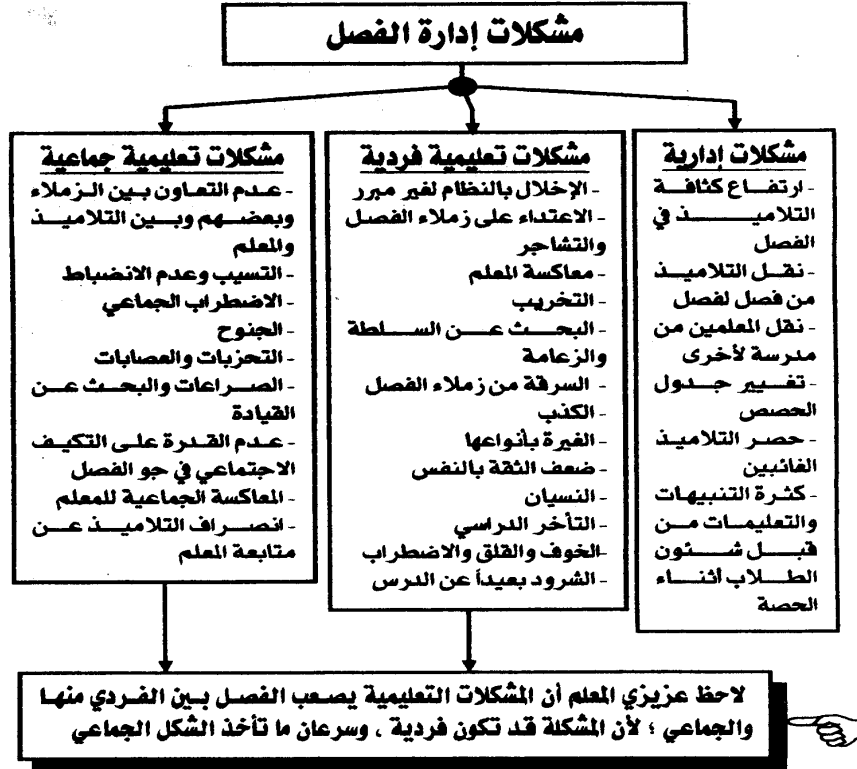 مشكلات إدارة الفصل
مشكلات إدارية
- ارتفاع كثافة
التلاميذ في
الفصل
- نقل التلاميذ
من فصل لفصل
- نقل المعلمين من
مدرسة لأخرى
- تغيير جدول
الحصص
- حصر التلاميذ
الغائبين
- كثرة التنبيهات
والتعليمات من
قبل شئون
الطلاب أثناء
الحصة
مشكلات تعليمية فردية
- الإخلال بالنظام لغير مبرر
- الاعتداء على زملاء الفصل
والتشاجر
- معاكسة المعلم
- التخريب
- البحث عن السلطة
والزعامة
- السرقة من زملاء الفصل
- الكذب
- الغيرة بأنواعها
- ضعف الثقة بالنفس
- النسيان
- التأخر الدراسي
-الخوف والقلق والاضطراب
- الشرود بعيداً عن الدرس
مشكلات تعليمية جماعية
- عدم التعاون بين الزملاء
وبعضهم وبين التلاميذ
والمعلم
- التسيب وعدم الانضباط
- الاضطراب الجماعي
- الجنوح
- التحزبات والعصابات
- الصراعات والبحث عن
القيادة
- عدم القدرة على التكيف
الاجتماعي في جو الفصل
- المعاكسة الجماعية للمعلم
- انصراف التلاميذ عن
متابعة المعلم
لاحظ عزيزي المعلم أن المشكلات التعليمية يصعب الفصل بين الفردي منها
والجماعي ؛ لأن المشكلة قد تكون فردية ، وسرعان ما تأخذ الشكل الجماعي